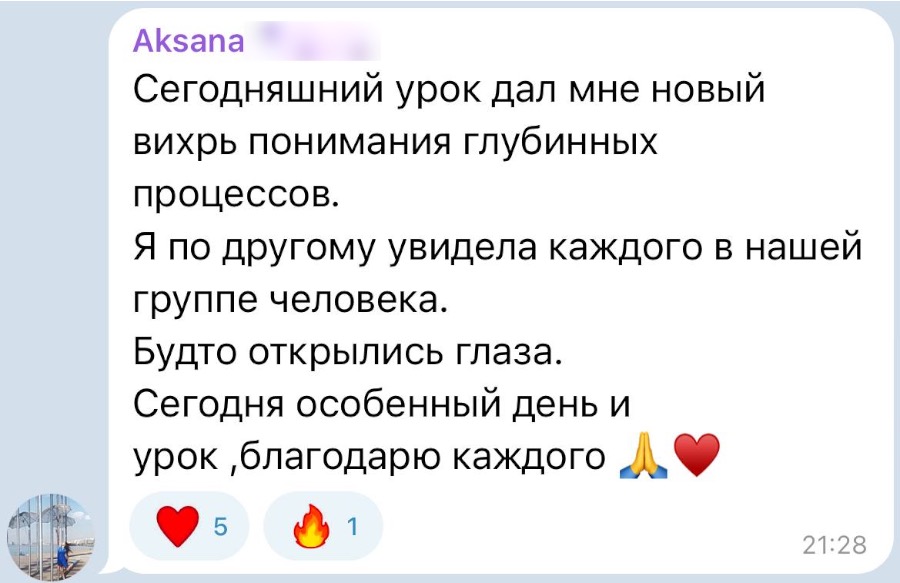 Aksana
Сегодняшний урок дал мне новый
вихрь понимания глубинных
процессов.
Я по другому увидела каждого в нашей
группе человека.
Будто открылись глаза.
Сегодня особенный день и
урок ,благодарю каждого 🙏♥️
❤️ 5 🔥 1
21:28